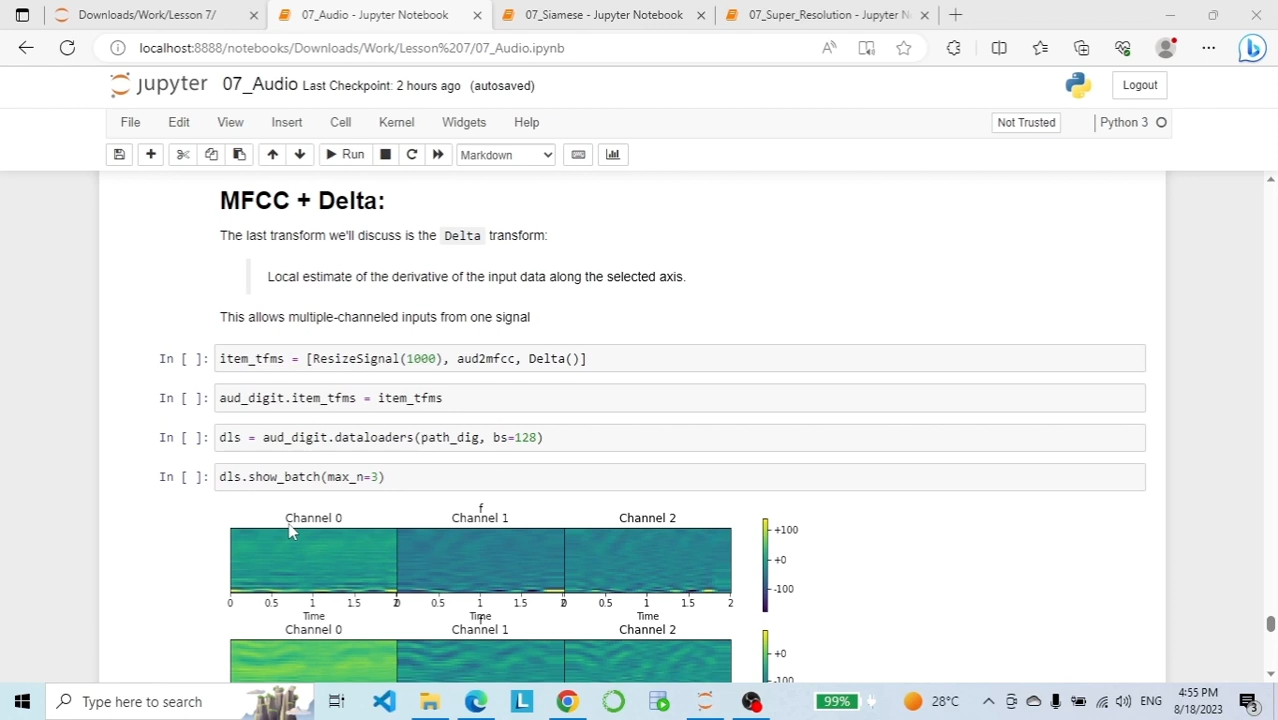 Downloads/Work/Lesson 7/
07_Audio - Jupyter Notebook
07_Siamese - Jupyter Notebook
07_Super_Resolution - Jupyter N
localhost:8888/notebooks/Downloads/Work/Lesson%207/07_Audio.ipynb
jupyter 07_Audio Last Checkpoint: 2 hours ago (autosaved)
Logout
File Edit View Insert Cell Kernel Widgets Help
Not Trusted
Python 3
Run
Markdown
MFCC + Delta:
The last transform we'll discuss is the Delta transform:
Local estimate of the derivative of the input data along the selected axis.
This allows multiple-channeled inputs from one signal
In [ ]: item_tfms = [ResizeSignal(1000), aud2mfcc, Delta()]
In [ ]: aud_digit.item_tfms = item_tfms
In [ ]: dls = aud_digit.dataloaders(path_dig, bs=128)
In [ ]: dls.show_batch(max_n=3)
f
Channel 0 Channel 1 Channel 2
+100
+0
-100
0 0.5 1 1.5 0.5 1 1.5 0.5 1 1.5 2
Time Time Time
Channel 0 Channel 1 Channel 2
+0
-100
Type here to search
99%
28°C
ENG
4:55 PM
8/18/2023
3